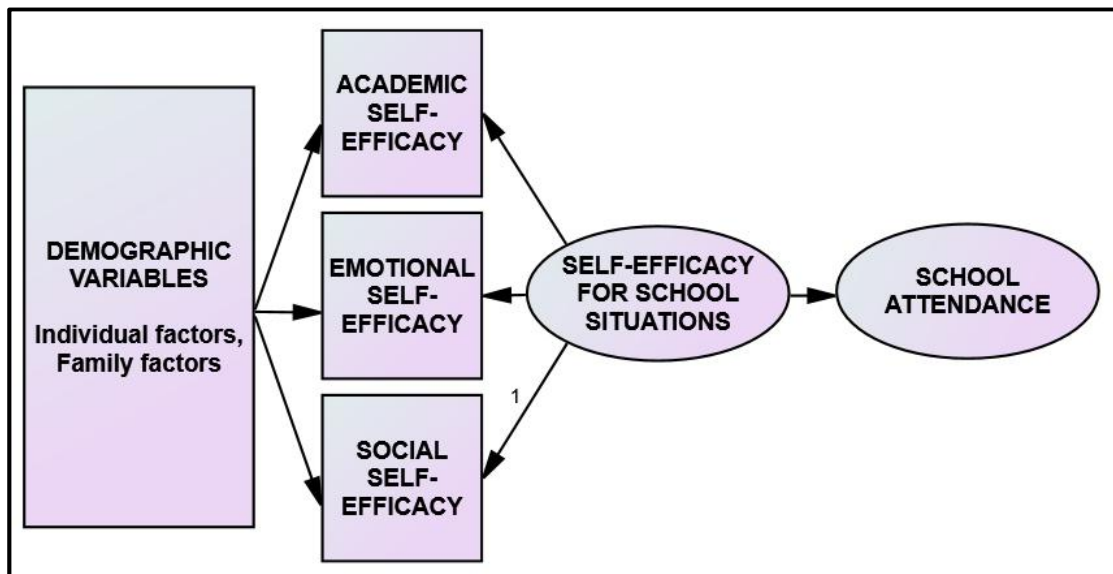 DEMOGRAPHIC
VARIABLES
Individual factors,
Family factors
ACADEMIC
SELF-
EFFICACY
EMOTIONAL
SELF-
EFFICACY
SOCIAL
SELF-
EFFICACY
1
SELF-EFFICACY
FOR SCHOOL
SITUATIONS
SCHOOL
ATTENDANCE